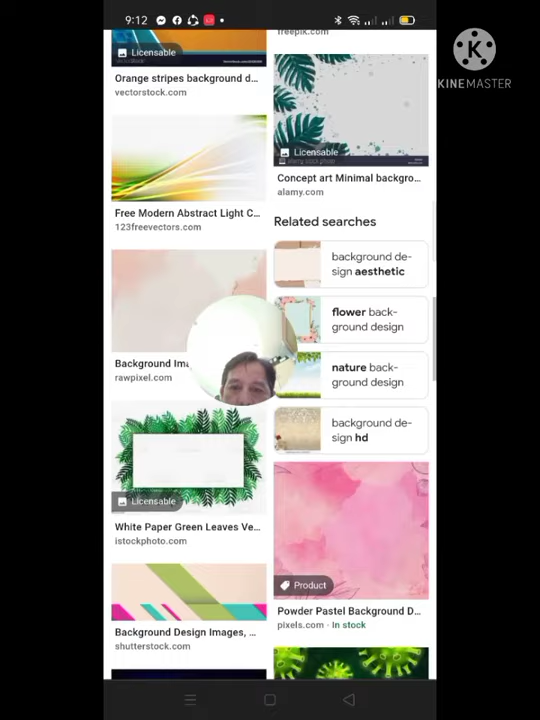 9:12
K
KINEMASTER
Licensable
Orange stripes background d...
vectorstock.com
Free Modern Abstract Light C...
123freevectors.com
Background Ima
rawpixel.com
Licensable
White Paper Green Leaves Ve...
istockphoto.com
Background Design Images, ...
shutterstock.com
freepik.com
Licensable
alamy stock photo
Concept art Minimal backgro...
alamy.com
Related searches
background de-
sign aesthetic
flower back-
ground design
nature back-
ground design
background de-
sign hd
Product
Powder Pastel Background D...
pixels.com · In stock